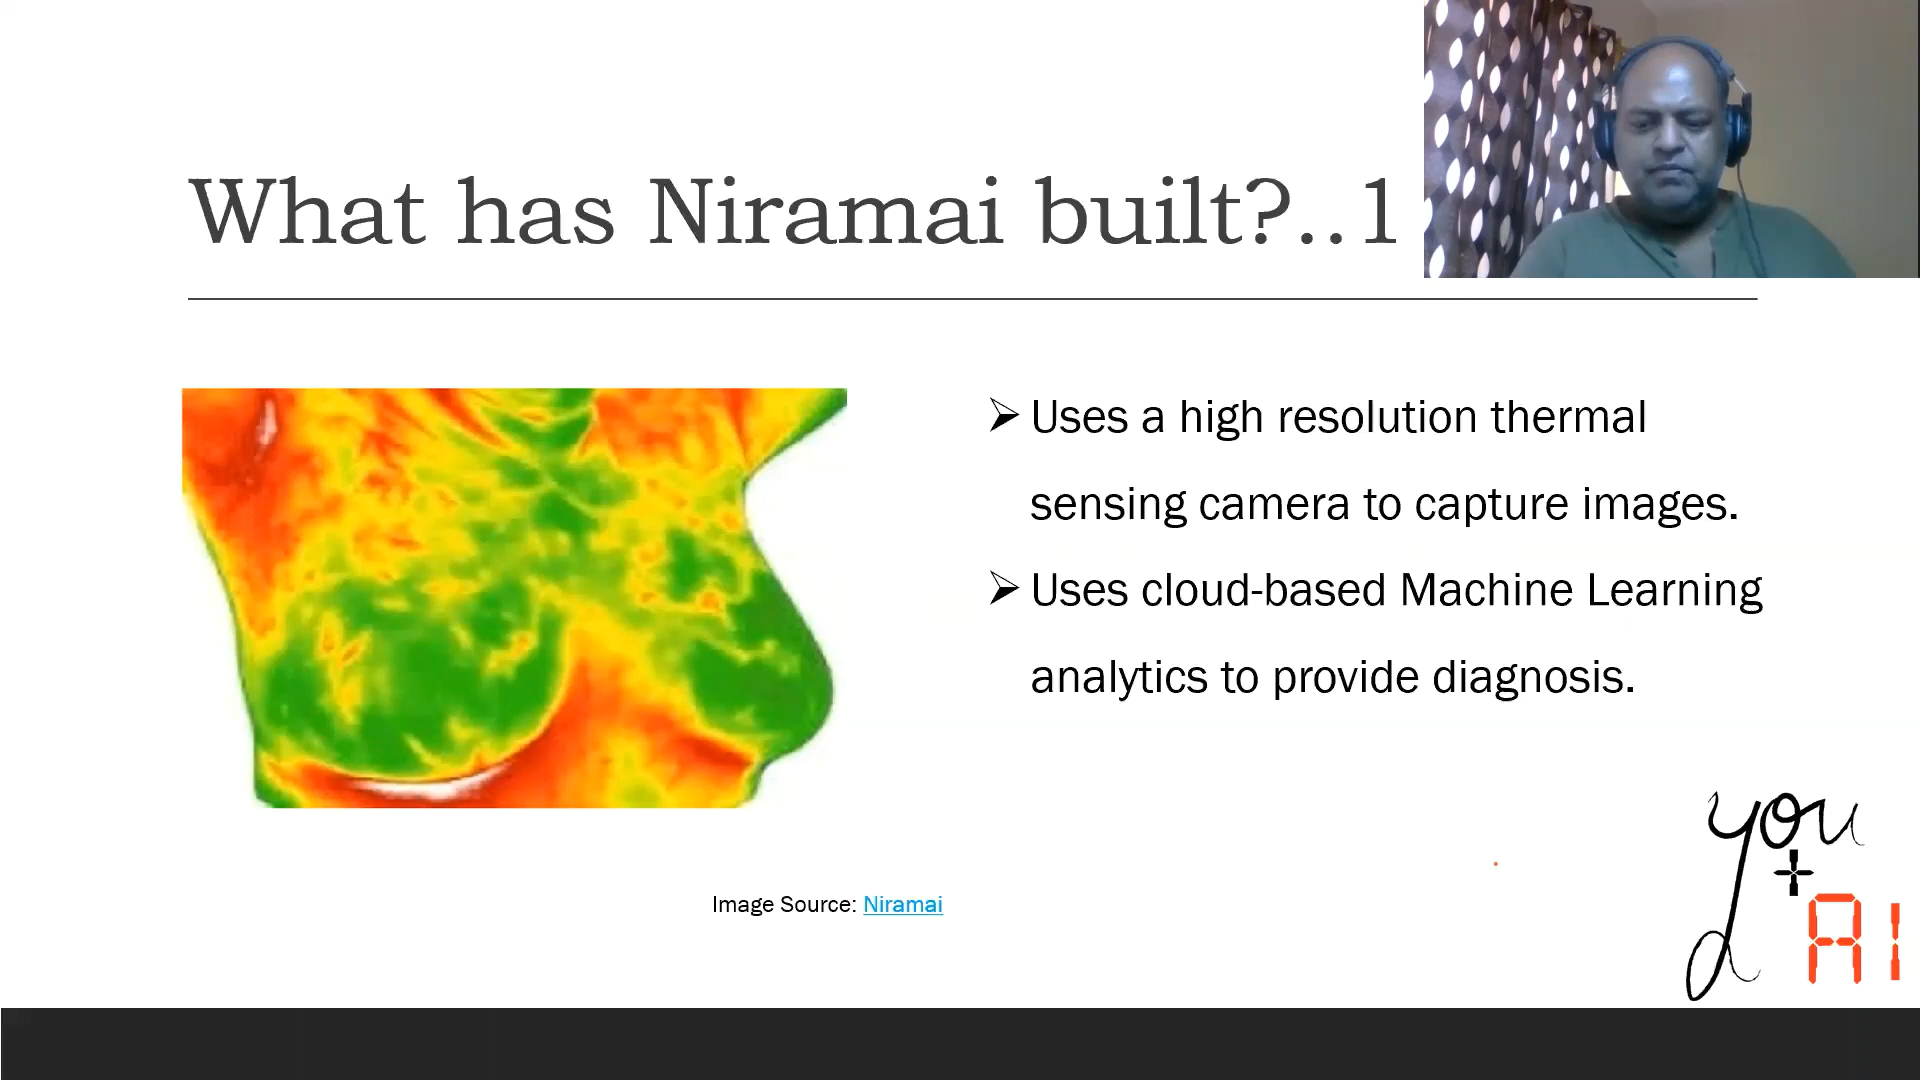 What has Niramai built?..1
➢ Uses a high resolution thermal
sensing camera to capture images.
➢ Uses cloud-based Machine Learning
analytics to provide diagnosis.
Image Source: Niramai
you
+
AI